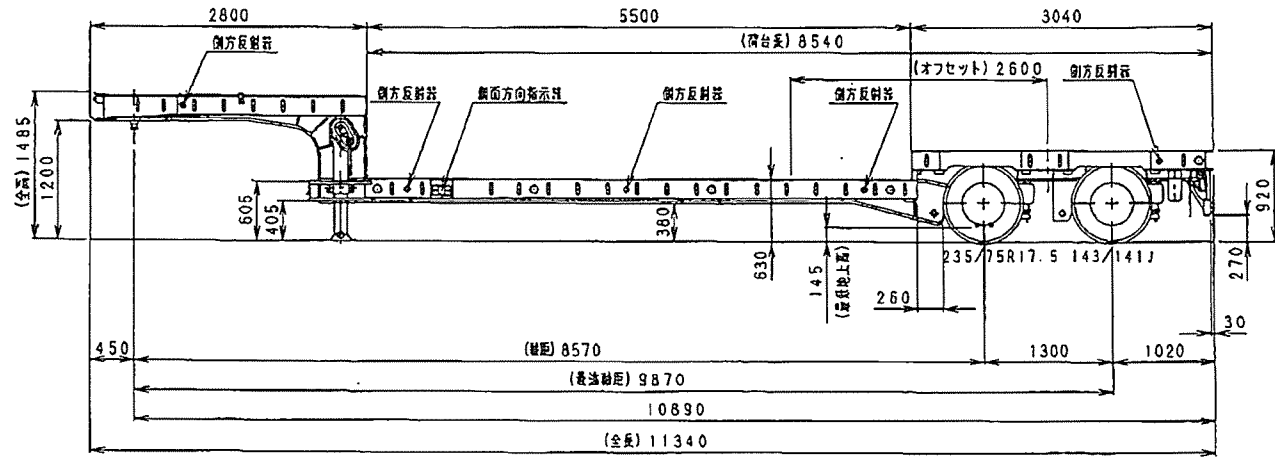 2800
5500
3040
(荷台長) 8540
側方反射器
(オフセット) 2600
側方反射器
側方反射器
側面方向指示器
側方反射器
側方反射器
(全高) 1485
1200
605
405
380
630
145
(最低地上高)
260
235/75R17.5 143/141J
920
270
30
450
(軸距) 8570
1300
1020
(最遠軸距) 9870
10890
(全長) 11340